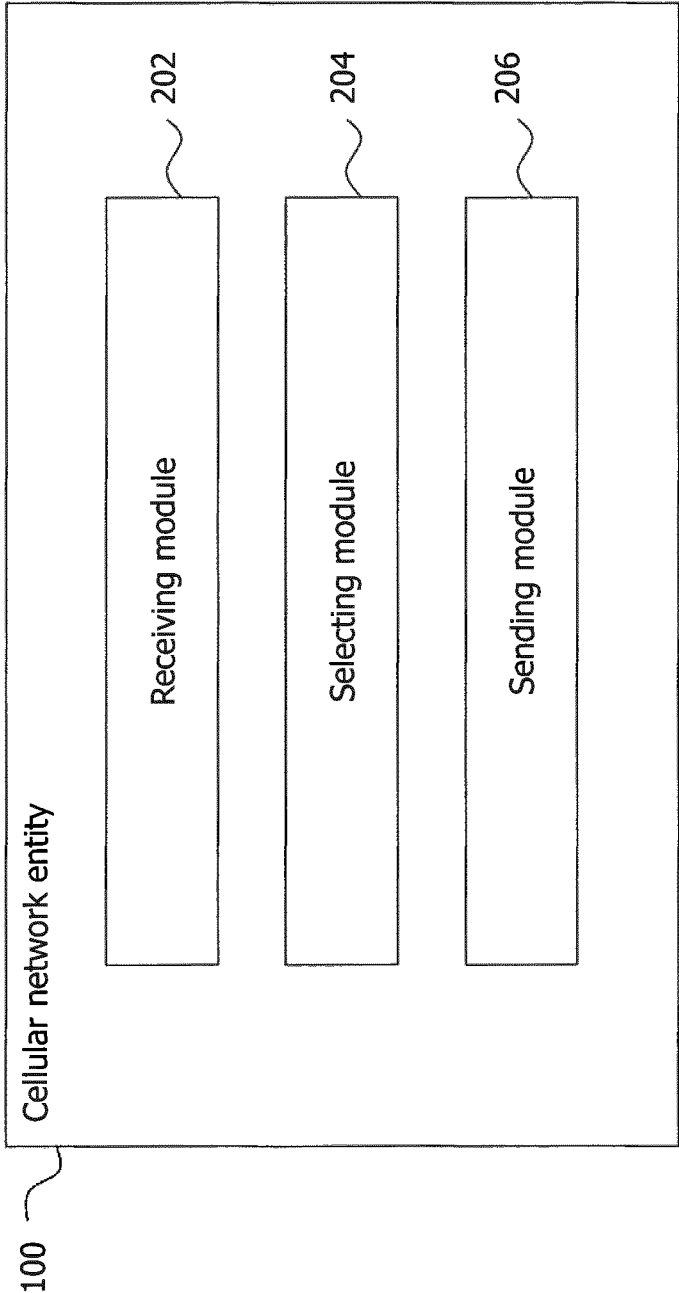 100
Cellular network entity
Receiving module
202
Selecting module
204
Sending module
206